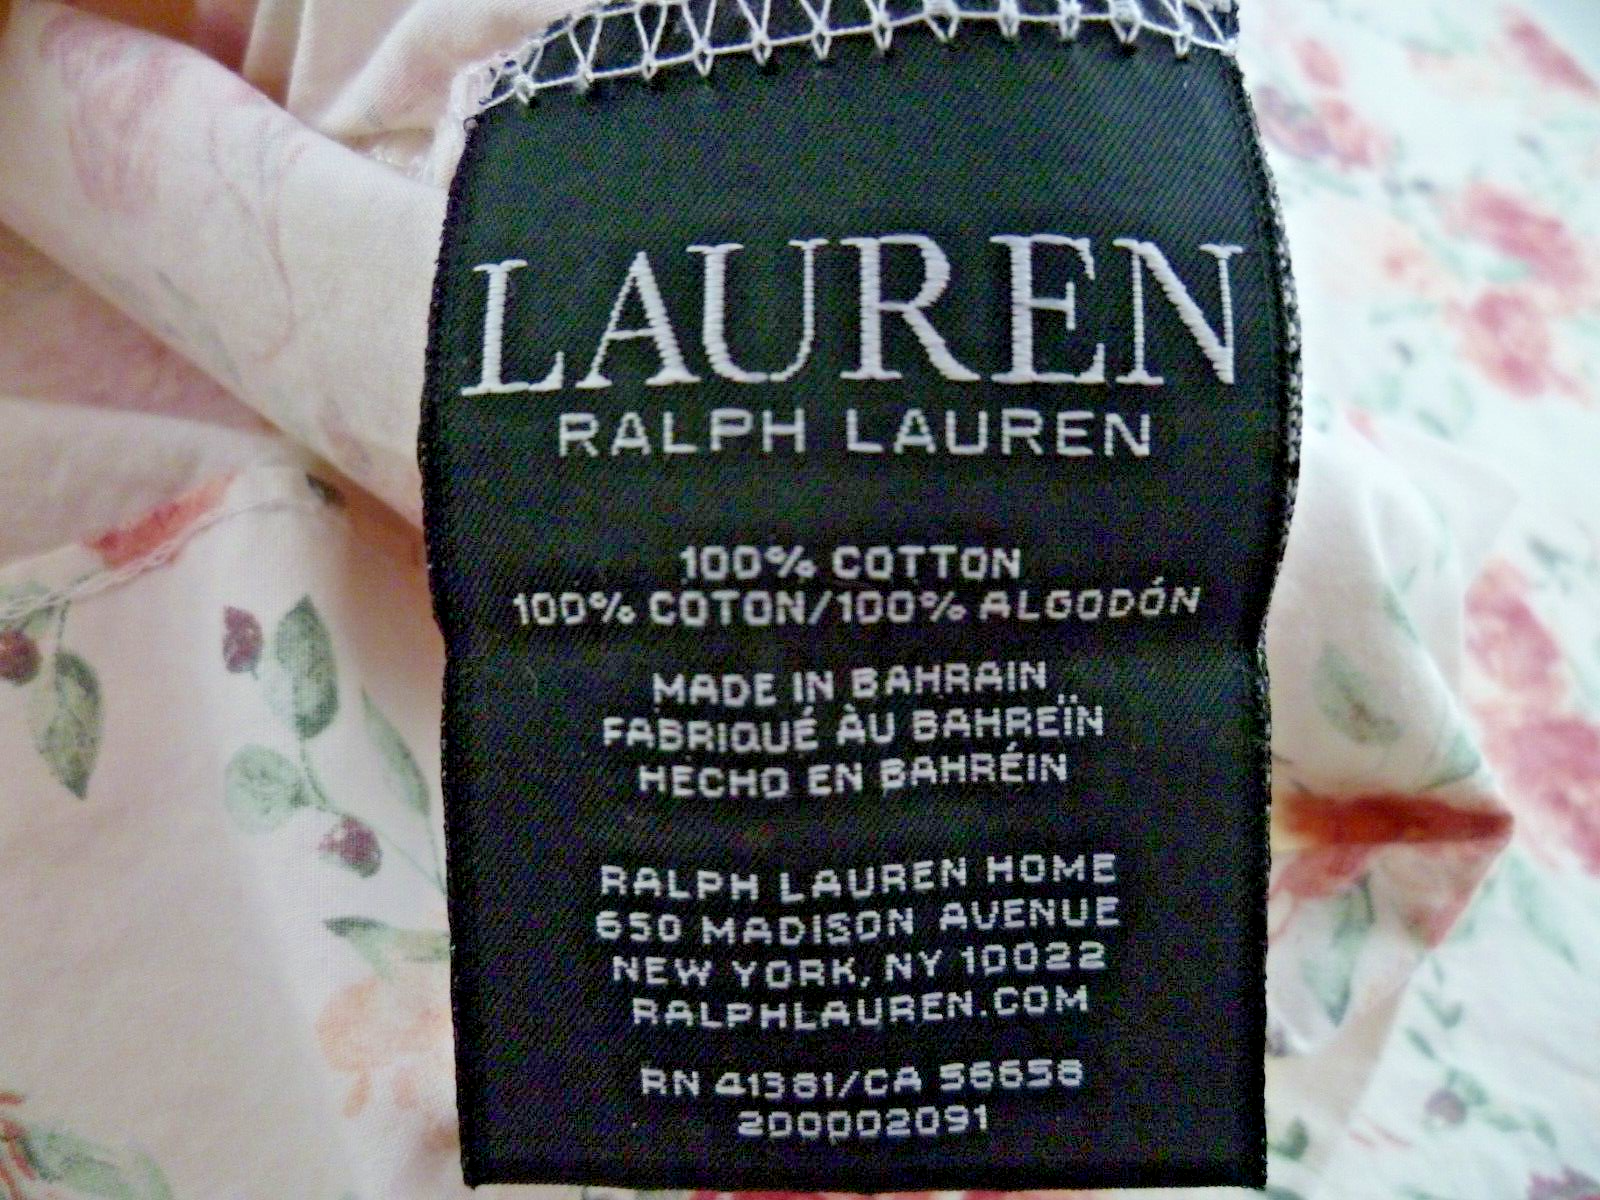 LAUREN
RALPH LAUREN
100% COTTON
100% COTON/100% ALGODÓN
MADE IN BAHRAIN
FABRIQUÉ ÀU BAHREÏN
HECHO EN BAHRÉIN
RALPH LAUREN HOME
650 MADISON AVENUE
NEW YORK, NY 10022
RALPHLAUREN.COM
RN 41381/CA 56658
200002091